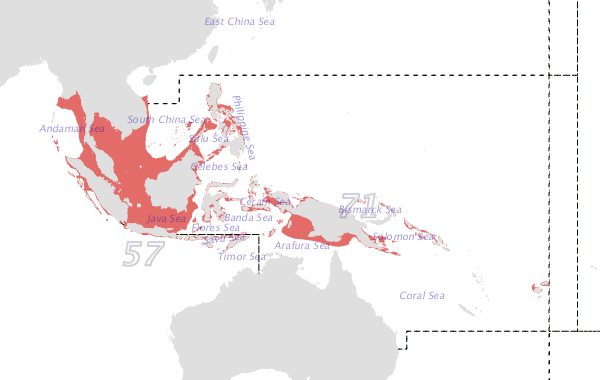 East China Sea
Philippine Sea
South China Sea
Andaman Sea
Sulu Sea
Celebes Sea
Ceram Sea
71
Bismarck Sea
Java Sea
Banda Sea
Flores Sea
Solomon Sea
Savu Sea
Arafura Sea
57
Timor Sea
Coral Sea